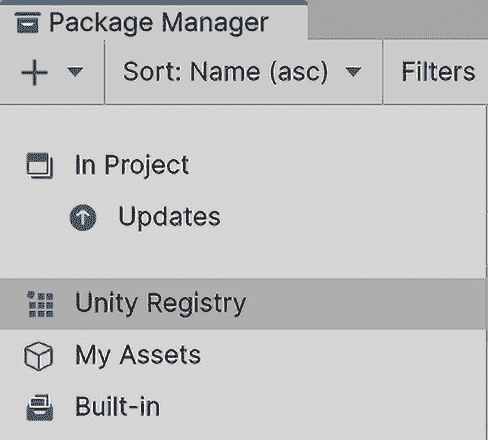 Package Manager
Sort: Name (asc) Filters
In Project
Updates
Unity Registry
My Assets
Built-in